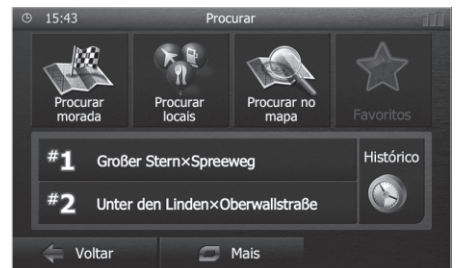 15:43 Procurar
Procurar morada
Procurar locais
Procurar no mapa
Favoritos
#1 Großer Stern×Spreeweg
Histórico
#2 Unter den Linden×Oberwallstraße
Voltar Mais